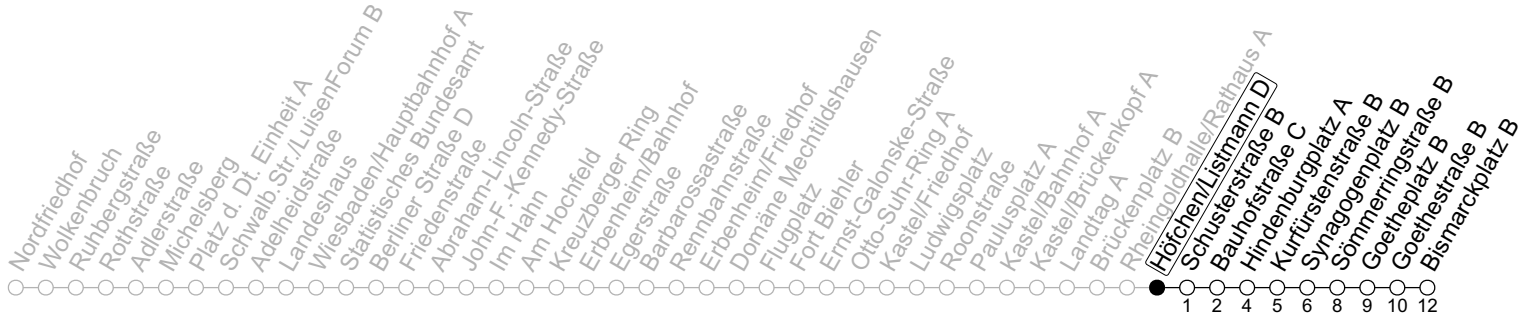 Nordfriedhof
Wolkenbruch
Ruhbergstraße
Rothstraße
Adlerstraße
Michelsberg
Platz d. Dt. Einheit A
Schwalb. Str./LuisenForum B
Adelheidstraße
Landeshaus
Wiesbaden/Hauptbahnhof A
Statistisches Bundesamt
Berliner Straße D
Friedenstraße
Abraham-Lincoln-Straße
John-F.-Kennedy-Straße
Im Hahn
Am Hochfeld
Kreuzberger Ring
Erbenheim/Bahnhof
Egerstraße
Barbarossastraße
Rennbahnstraße
Erbenheim/Friedhof
Domäne Mechtildshausen
Flugplatz
Fort Biehler
Ernst-Galonske-Straße
Otto-Suhr-Ring A
Kastel/Friedhof
Ludwigsplatz
Roonstraße
Paulusplatz A
Kastel/Bahnhof A
Kastel/Brückenkopf A
Landtag A
Brückenplatz B
Rheingoldhalle/Rathaus A
Höfchen/Listmann D
Schusterstraße B
Bauhofstraße C
Hindenburgplatz A
Kurfürstenstraße B
Synagogenplatz B
Sömmerringstraße B
Goetheplatz B
Goethestraße B
Bismarckplatz B
1 2 4 5 6 8 9 10 12